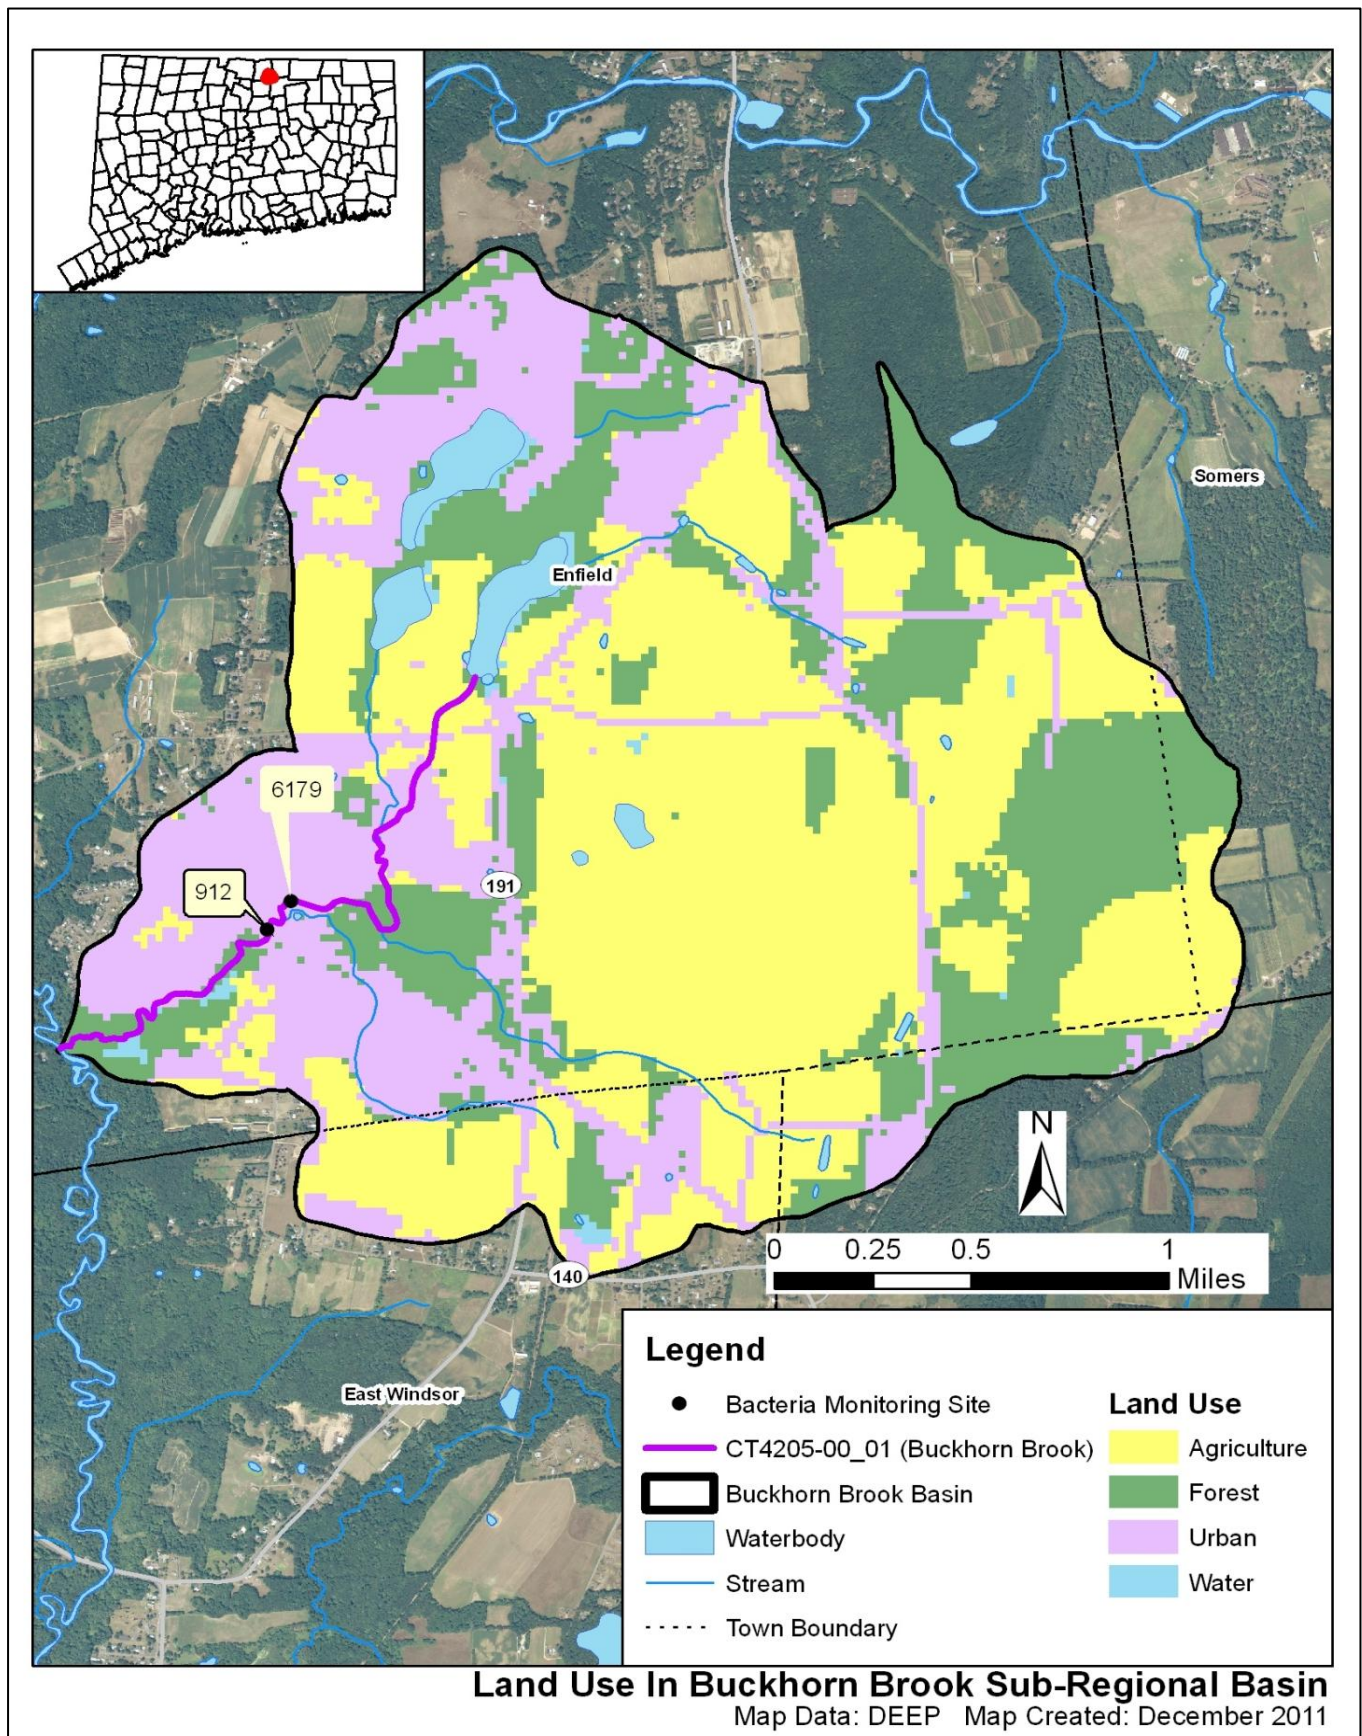 Somers
Enfield
6179
191
912
N
0 0.25 0.5 1
Miles
140
East Windsor
Legend
Bacteria Monitoring Site
CT4205-00_01 (Buckhorn Brook)
Buckhorn Brook Basin
Waterbody
Stream
Town Boundary
Land Use
Agriculture
Forest
Urban
Water
Land Use In Buckhorn Brook Sub-Regional Basin
Map Data: DEEP Map Created: December 2011